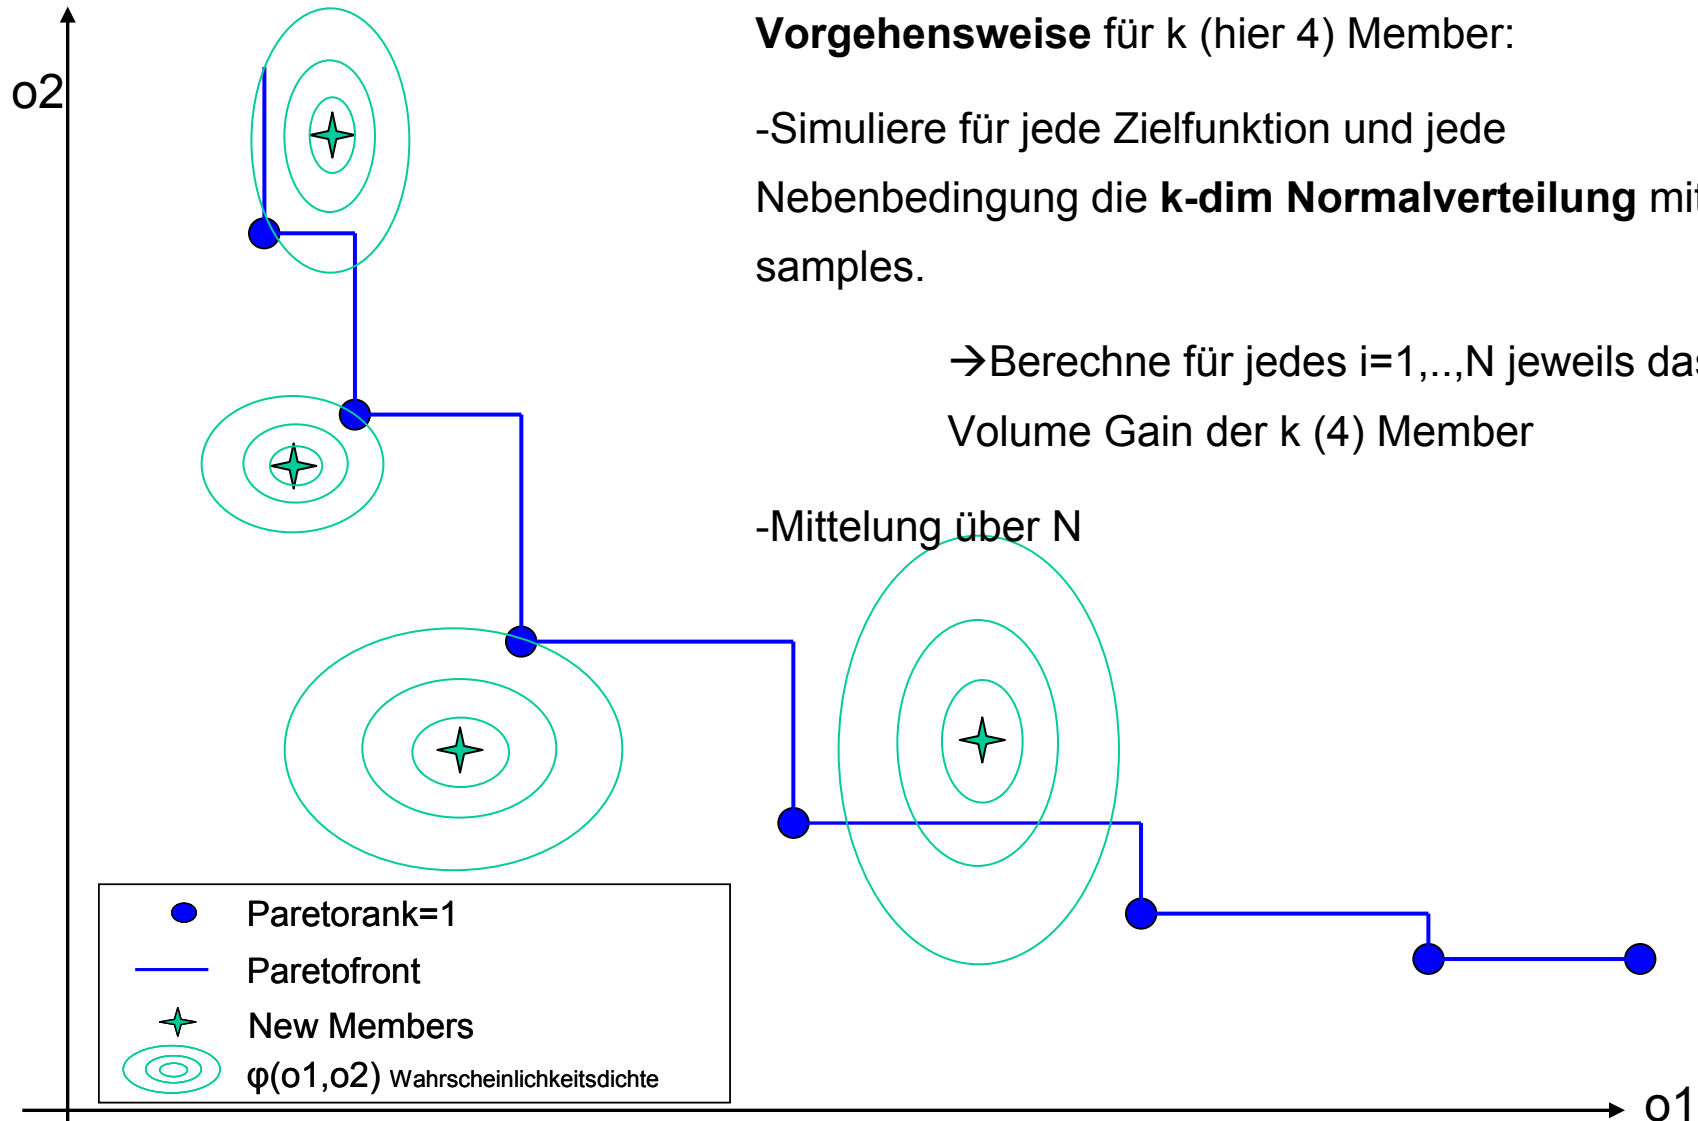 Vorgehensweise für k (hier 4) Member:
o2
-Simuliere für jede Zielfunktion und jede
Nebenbedingung die k-dim Normalverteilung mit
samples.
→Berechne für jedes i=1,..,N jeweils das
Volume Gain der k (4) Member
-Mittelung über N
Paretorank=1
Paretofront
New Members
φ(o1,o2) Wahrscheinlichkeitsdichte
o1